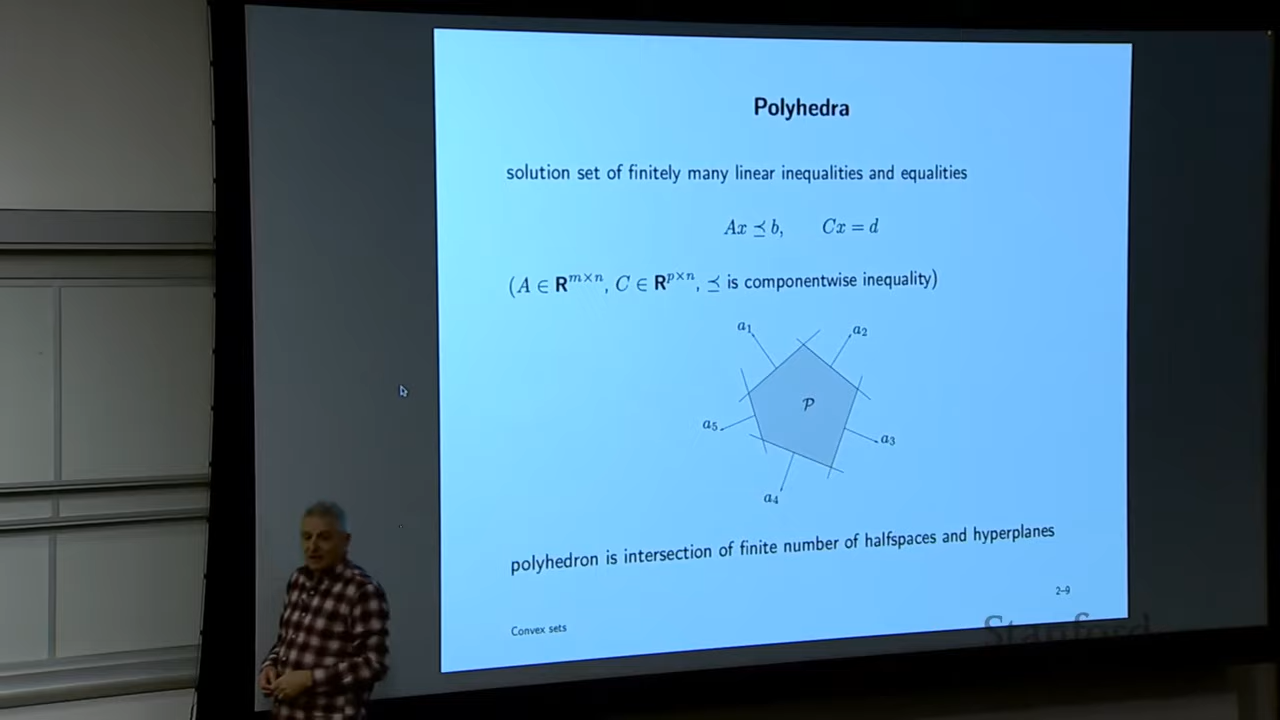 Polyhedra
solution set of finitely many linear inequalities and equalities
Ax ⪯ b, Cx = d
(A ∈ R^{m×n}, C ∈ R^{p×n}, ⪯ is componentwise inequality)
a₁ a₂
P
a₅ a₃
a₄
polyhedron is intersection of finite number of halfspaces and hyperplanes
2–9
Convex sets
Stanford